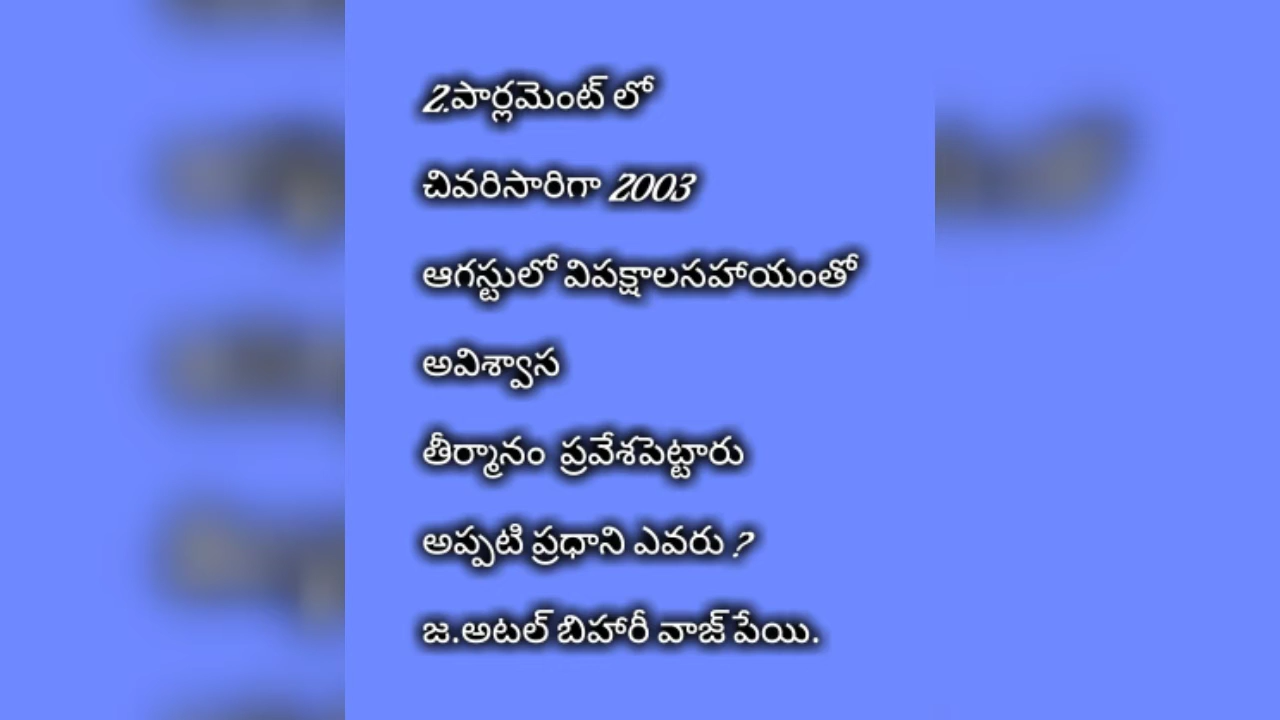 2.పార్లమెంట్ లో
చివరిసారిగా 2003
ఆగస్టులో విపక్షాలసహాయంతో
అవిశ్వాస
తీర్మానం ప్రవేశపెట్టారు
అప్పటి ప్రధాని ఎవరు ?
జ.అటల్ బిహారీ వాజ్ పేయి.